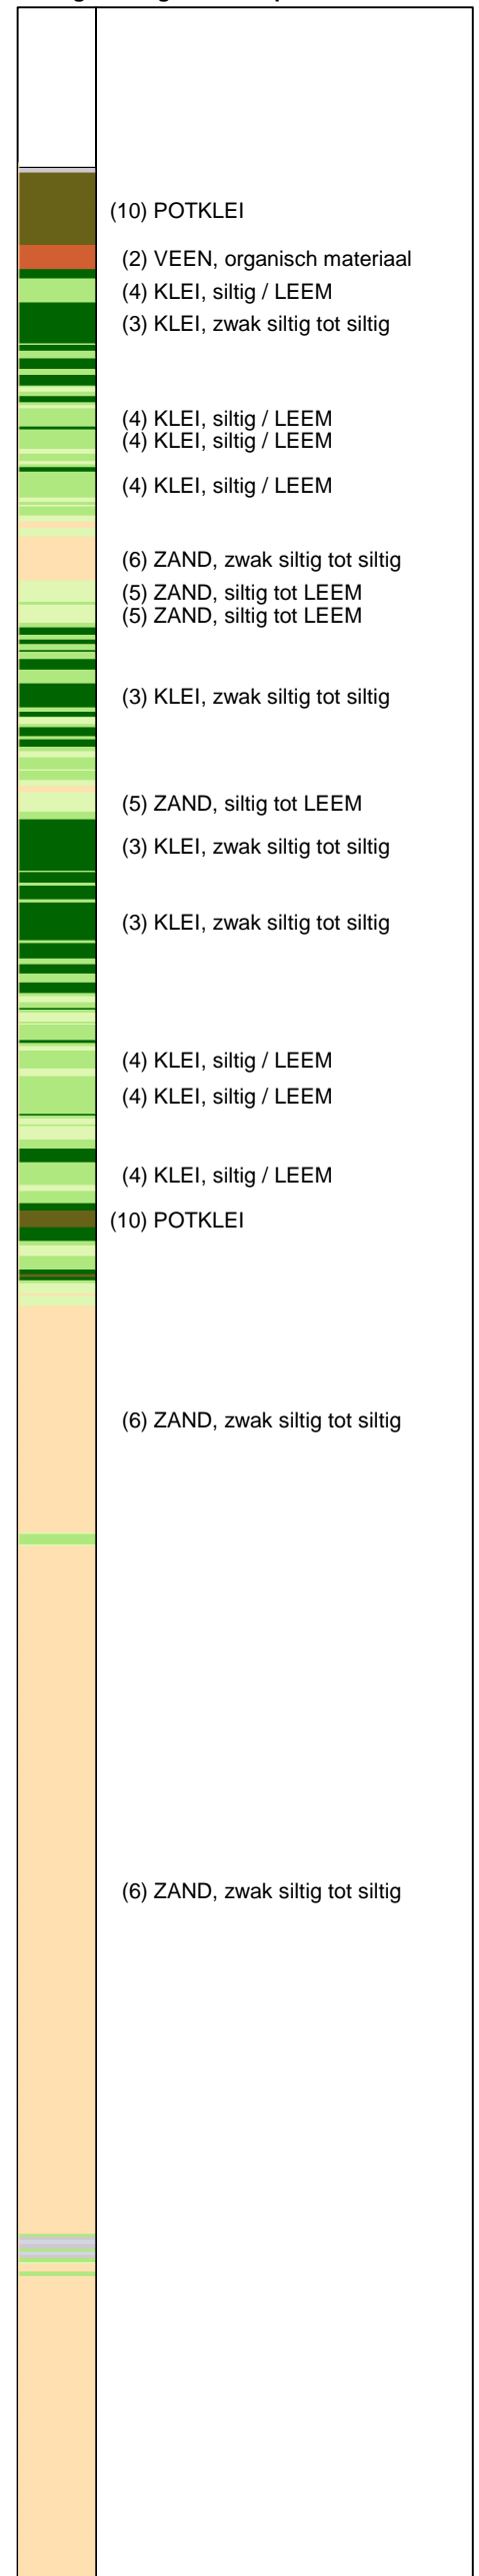 (10) POTKLEI
(2) VEEN, organisch materiaal
(4) KLEI, siltig / LEEM
(3) KLEI, zwak siltig tot siltig
(4) KLEI, siltig / LEEM
(4) KLEI, siltig / LEEM
(4) KLEI, siltig / LEEM
(6) ZAND, zwak siltig tot siltig
(5) ZAND, siltig tot LEEM
(5) ZAND, siltig tot LEEM
(3) KLEI, zwak siltig tot siltig
(5) ZAND, siltig tot LEEM
(3) KLEI, zwak siltig tot siltig
(3) KLEI, zwak siltig tot siltig
(4) KLEI, siltig / LEEM
(4) KLEI, siltig / LEEM
(4) KLEI, siltig / LEEM
(10) POTKLEI
(6) ZAND, zwak siltig tot siltig
(6) ZAND, zwak siltig tot siltig